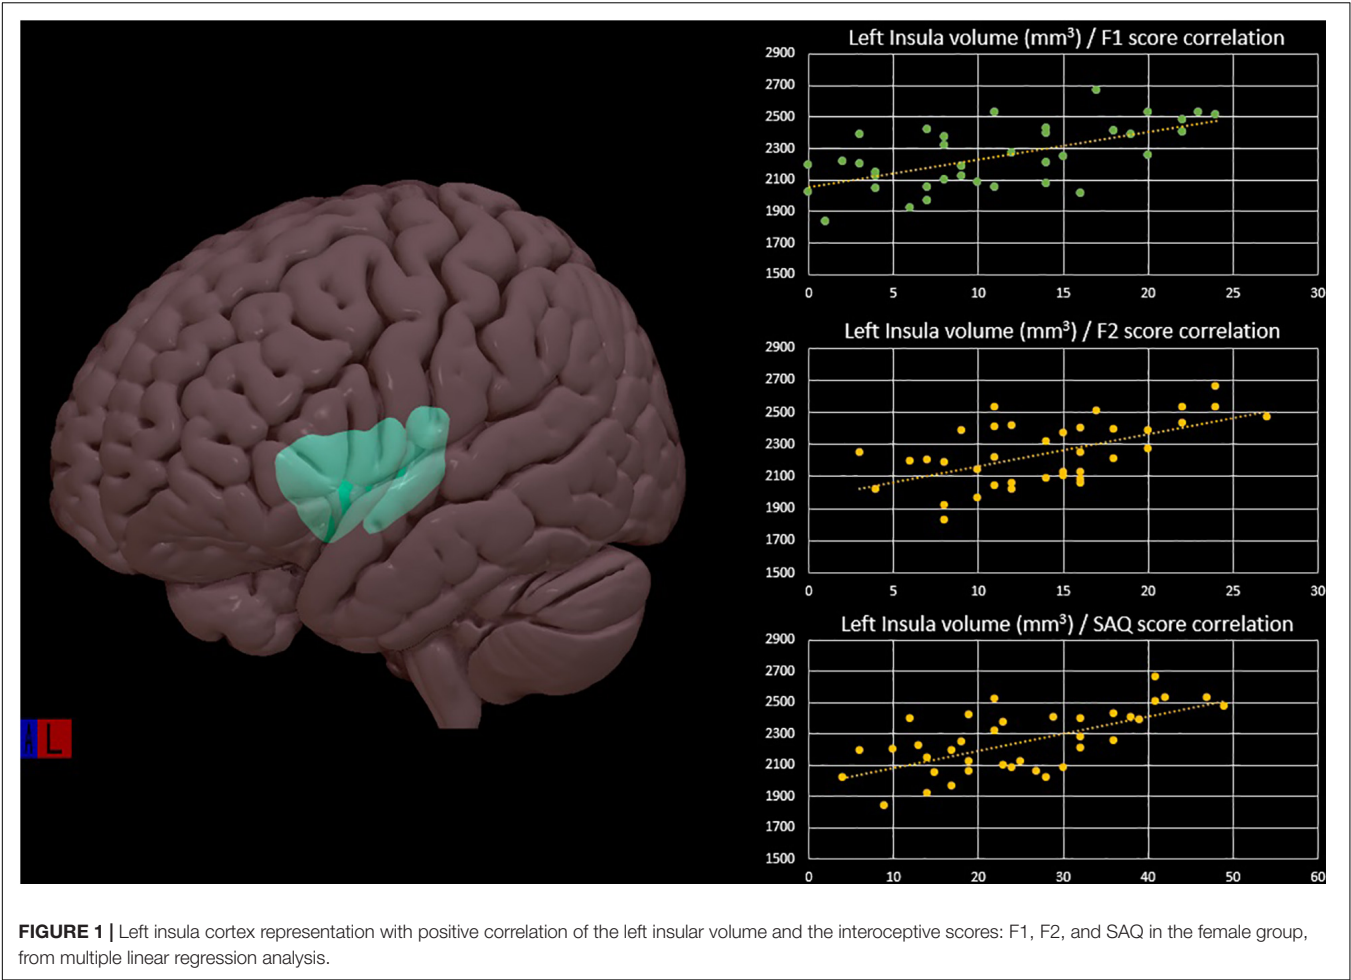 Left Insula volume (mm³) / F1 score correlation
2900
2700
2500
2300
2100
1900
1700
1500
0 5 10 15 20 25 30
Left Insula volume (mm³) / F2 score correlation
2900
2700
2500
2300
2100
1900
1700
1500
0 5 10 15 20 25 30
Left Insula volume (mm³) / SAQ score correlation
2900
2700
2500
2300
2100
1900
1700
1500
0 10 20 30 40 50 60
L
FIGURE 1 | Left insula cortex representation with positive correlation of the left insular volume and the interoceptive scores: F1, F2, and SAQ in the female group,
from multiple linear regression analysis.